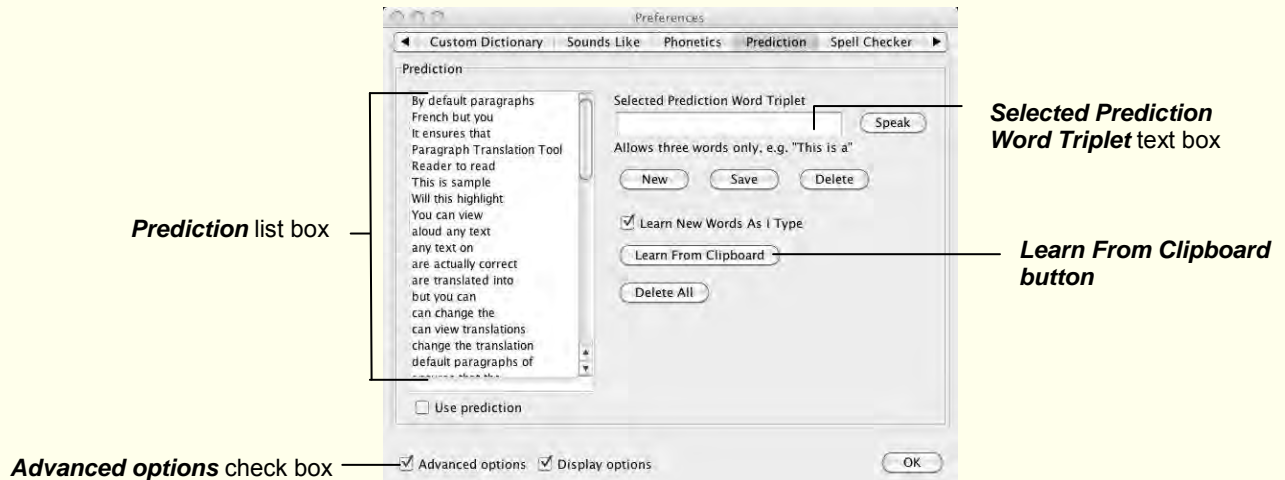 Preferences
Custom Dictionary Sounds Like Phonetics Prediction Spell Checker
Prediction
By default paragraphs
French but you
It ensures that
Paragraph Translation Tool
Reader to read
This is sample
Will this highlight
You can view
aloud any text
any text on
are actually correct
are translated into
but you can
can change the
can view translations
change the translation
default paragraphs of
ensures that the
Selected Prediction Word Triplet
Speak
Allows three words only, e.g. "This is a"
New Save Delete
Learn New Words As I Type
Learn From Clipboard
Delete All
Use prediction
Advanced options Display options
OK
Prediction list box
Advanced options check box
Selected Prediction
Word Triplet text box
Learn From Clipboard
button